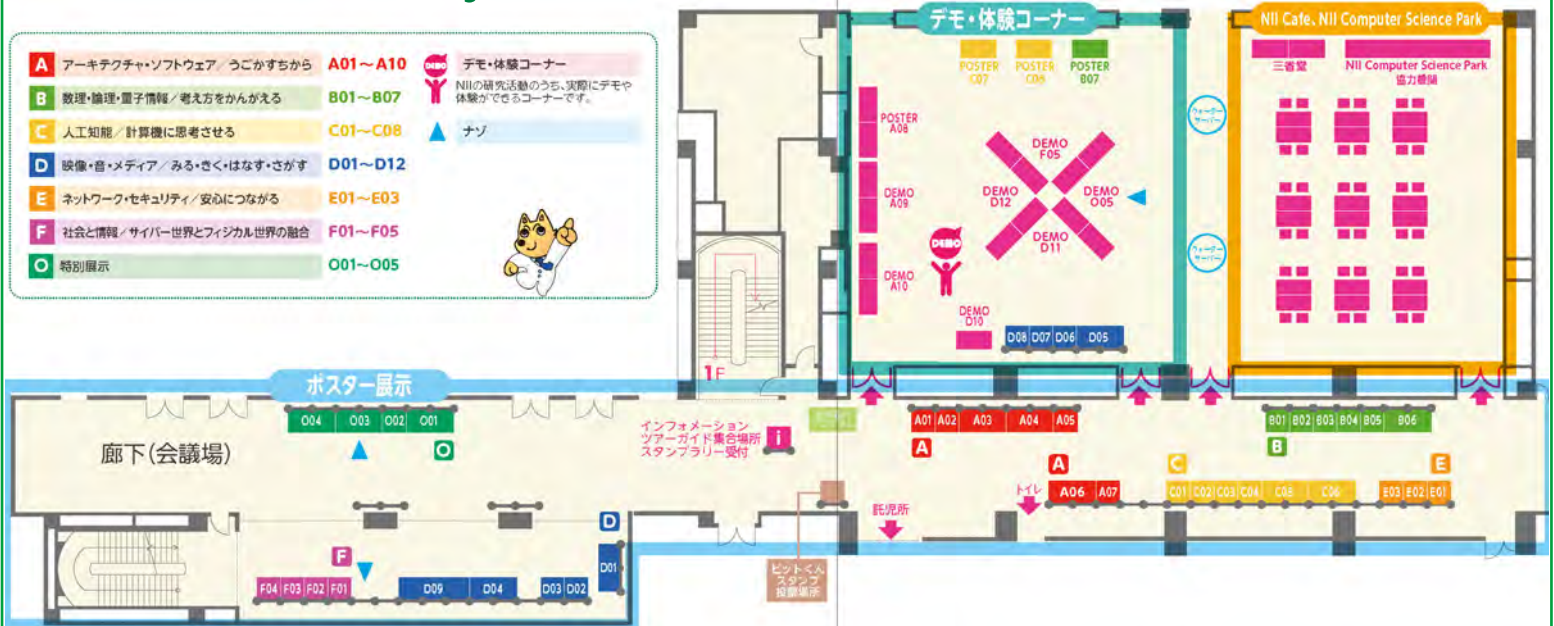 A アーキテクチャ・ソフトウェア／うごかすちから A01〜A10
B 数理・論理・量子情報／考え方をかんがえる B01〜B07
C 人工知能／計算機に思考させる C01〜C08
D 映像・音・メディア／みる・きく・はなす・さがす D01〜D12
E ネットワーク・セキュリティ／安心につながる E01〜E03
F 社会と情報／サイバー世界とフィジカル世界の融合 F01〜F05
O 特別展示 O01〜O05
DEMO デモ・体験コーナー
NIIの研究活動のうち、実際にデモや
体験ができるコーナーです。
ナゾ
デモ・体験コーナー
POSTER
C07
POSTER
POSTER
B07
POSTER
A08
DEMO
A09
DEMO
A10
DEMO
F05
DEMO
D12
DEMO
O05
DEMO
D11
DEMO
DEMO
D10
D08 D07 D06 D05
ウォーター
サーバー
ウォーター
サーバー
NII Cafe、NII Computer Science Park
三省堂
NII Computer Science Park
協力機関
1F
ポスター展示
廊下(会議場)
O04 O03 O02 O01
O
インフォメーション
ツアーガイド集合場所
スタンプラリー受付
i
A01 A02 A03 A04 A05
A
B01 B02 B03 B04 B05 B06
B
A
A06 A07
C
C01 C02 C03 C04 C05 C06
E
E03 E02 E01
トイレ
託児所
ビットくん
スタンプ
投票場所
D
D01
F
F04 F03 F02 F01
D09 D04
D03 D02